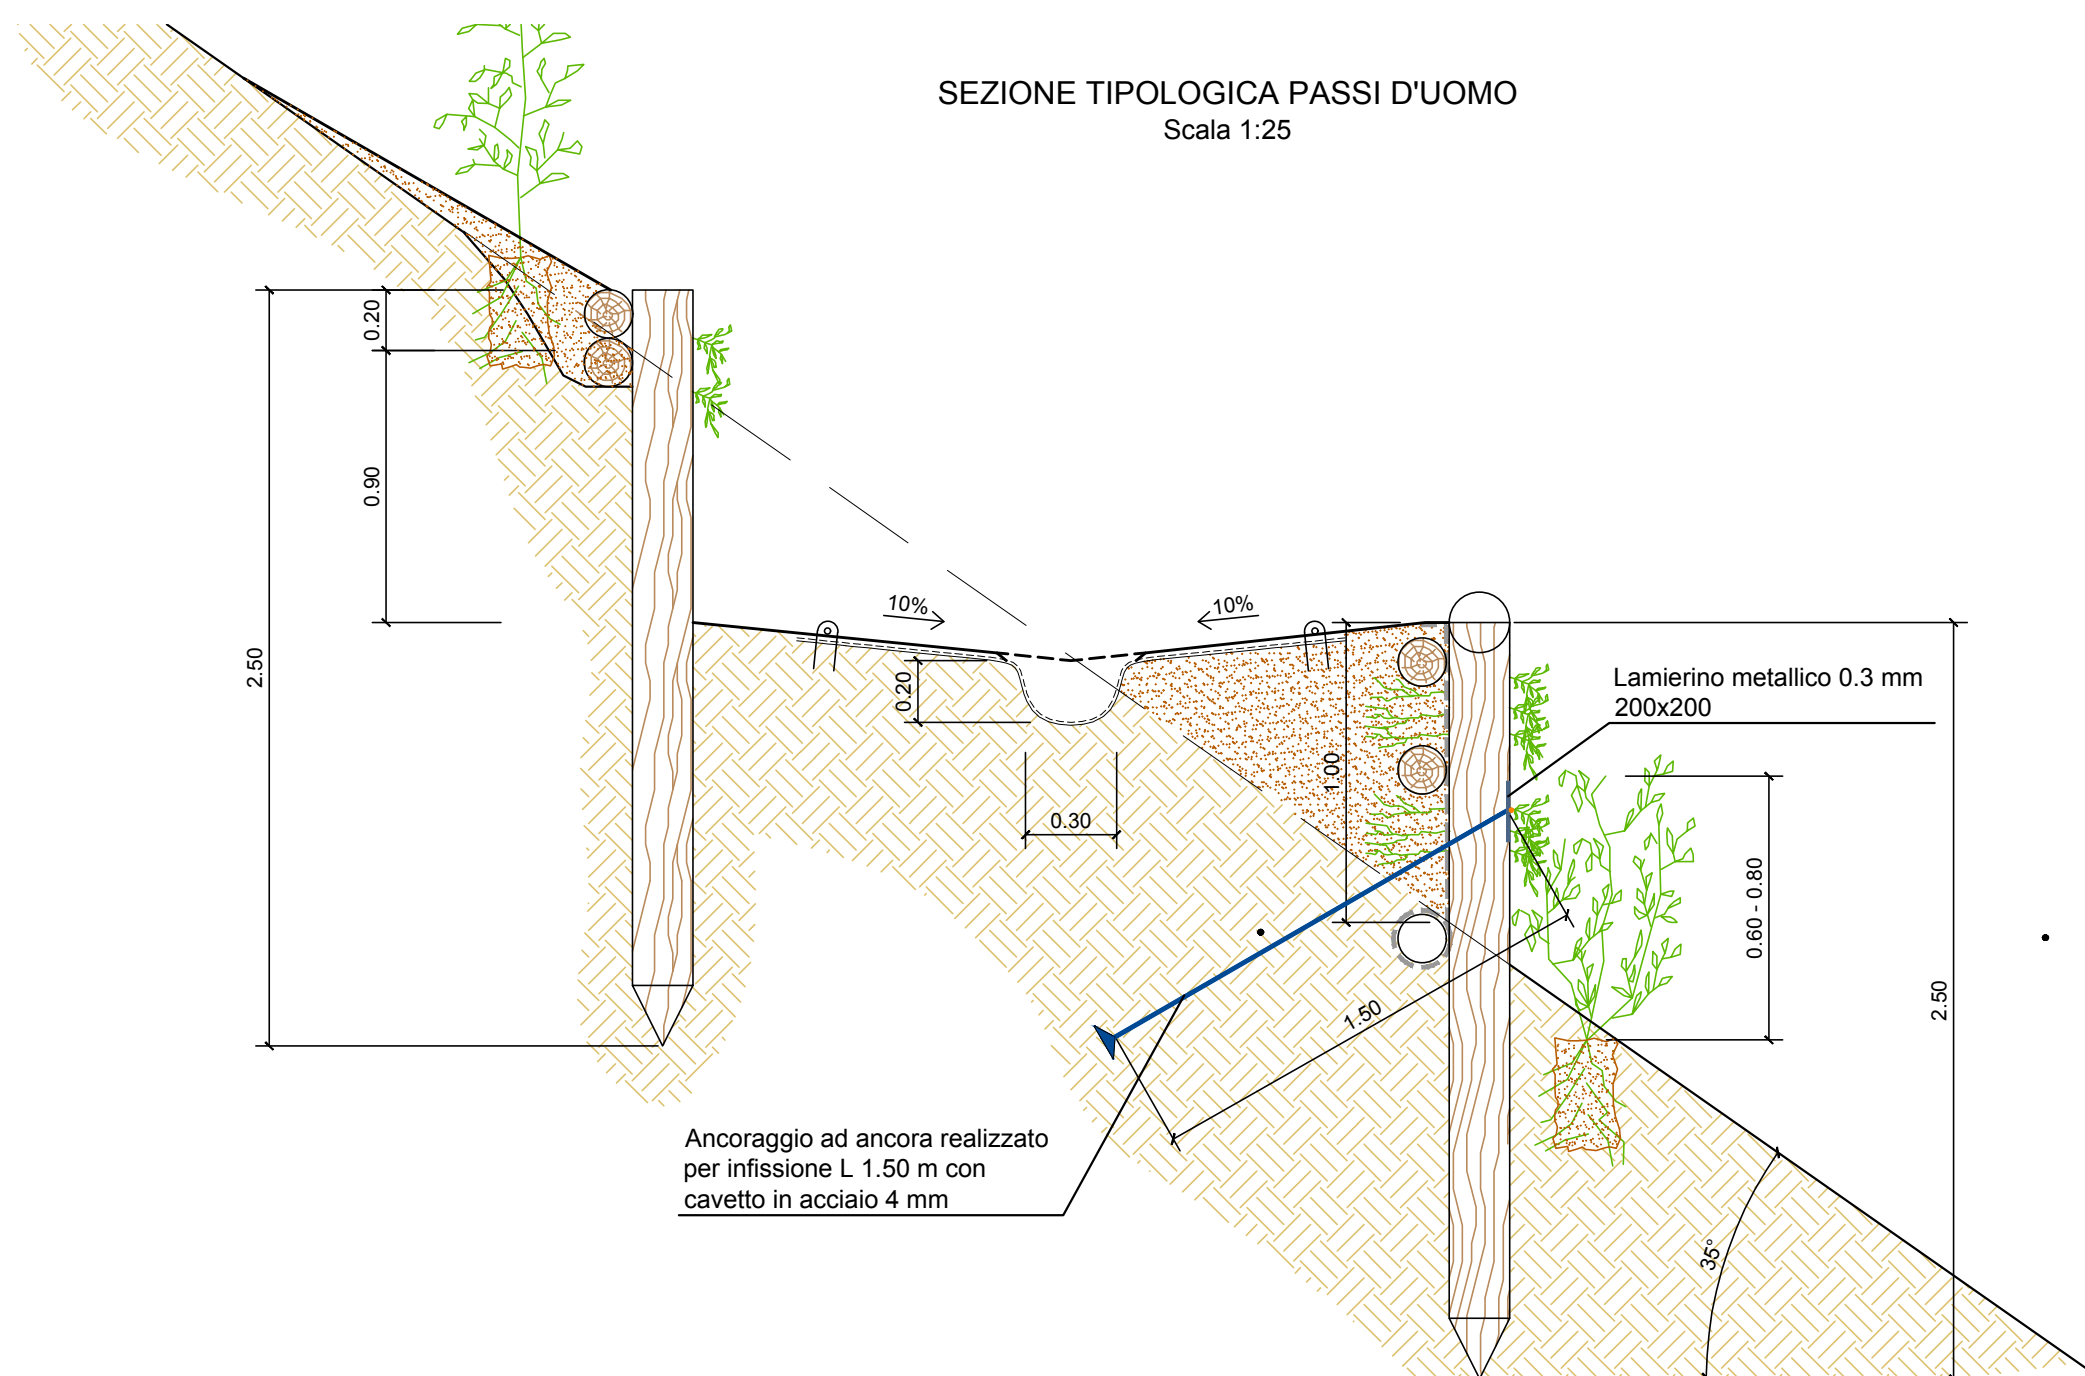 SEZIONE TIPOLOGICA PASSI D'UOMO
Scala 1:25
0.20
0.90
2.50
10%
10%
0.20
0.30
1.00
Lamierino metallico 0.3 mm
200x200
0.60 - 0.80
1.50
2.50
Ancoraggio ad ancora realizzato
per infissione L 1.50 m con
cavetto in acciaio 4 mm
35°